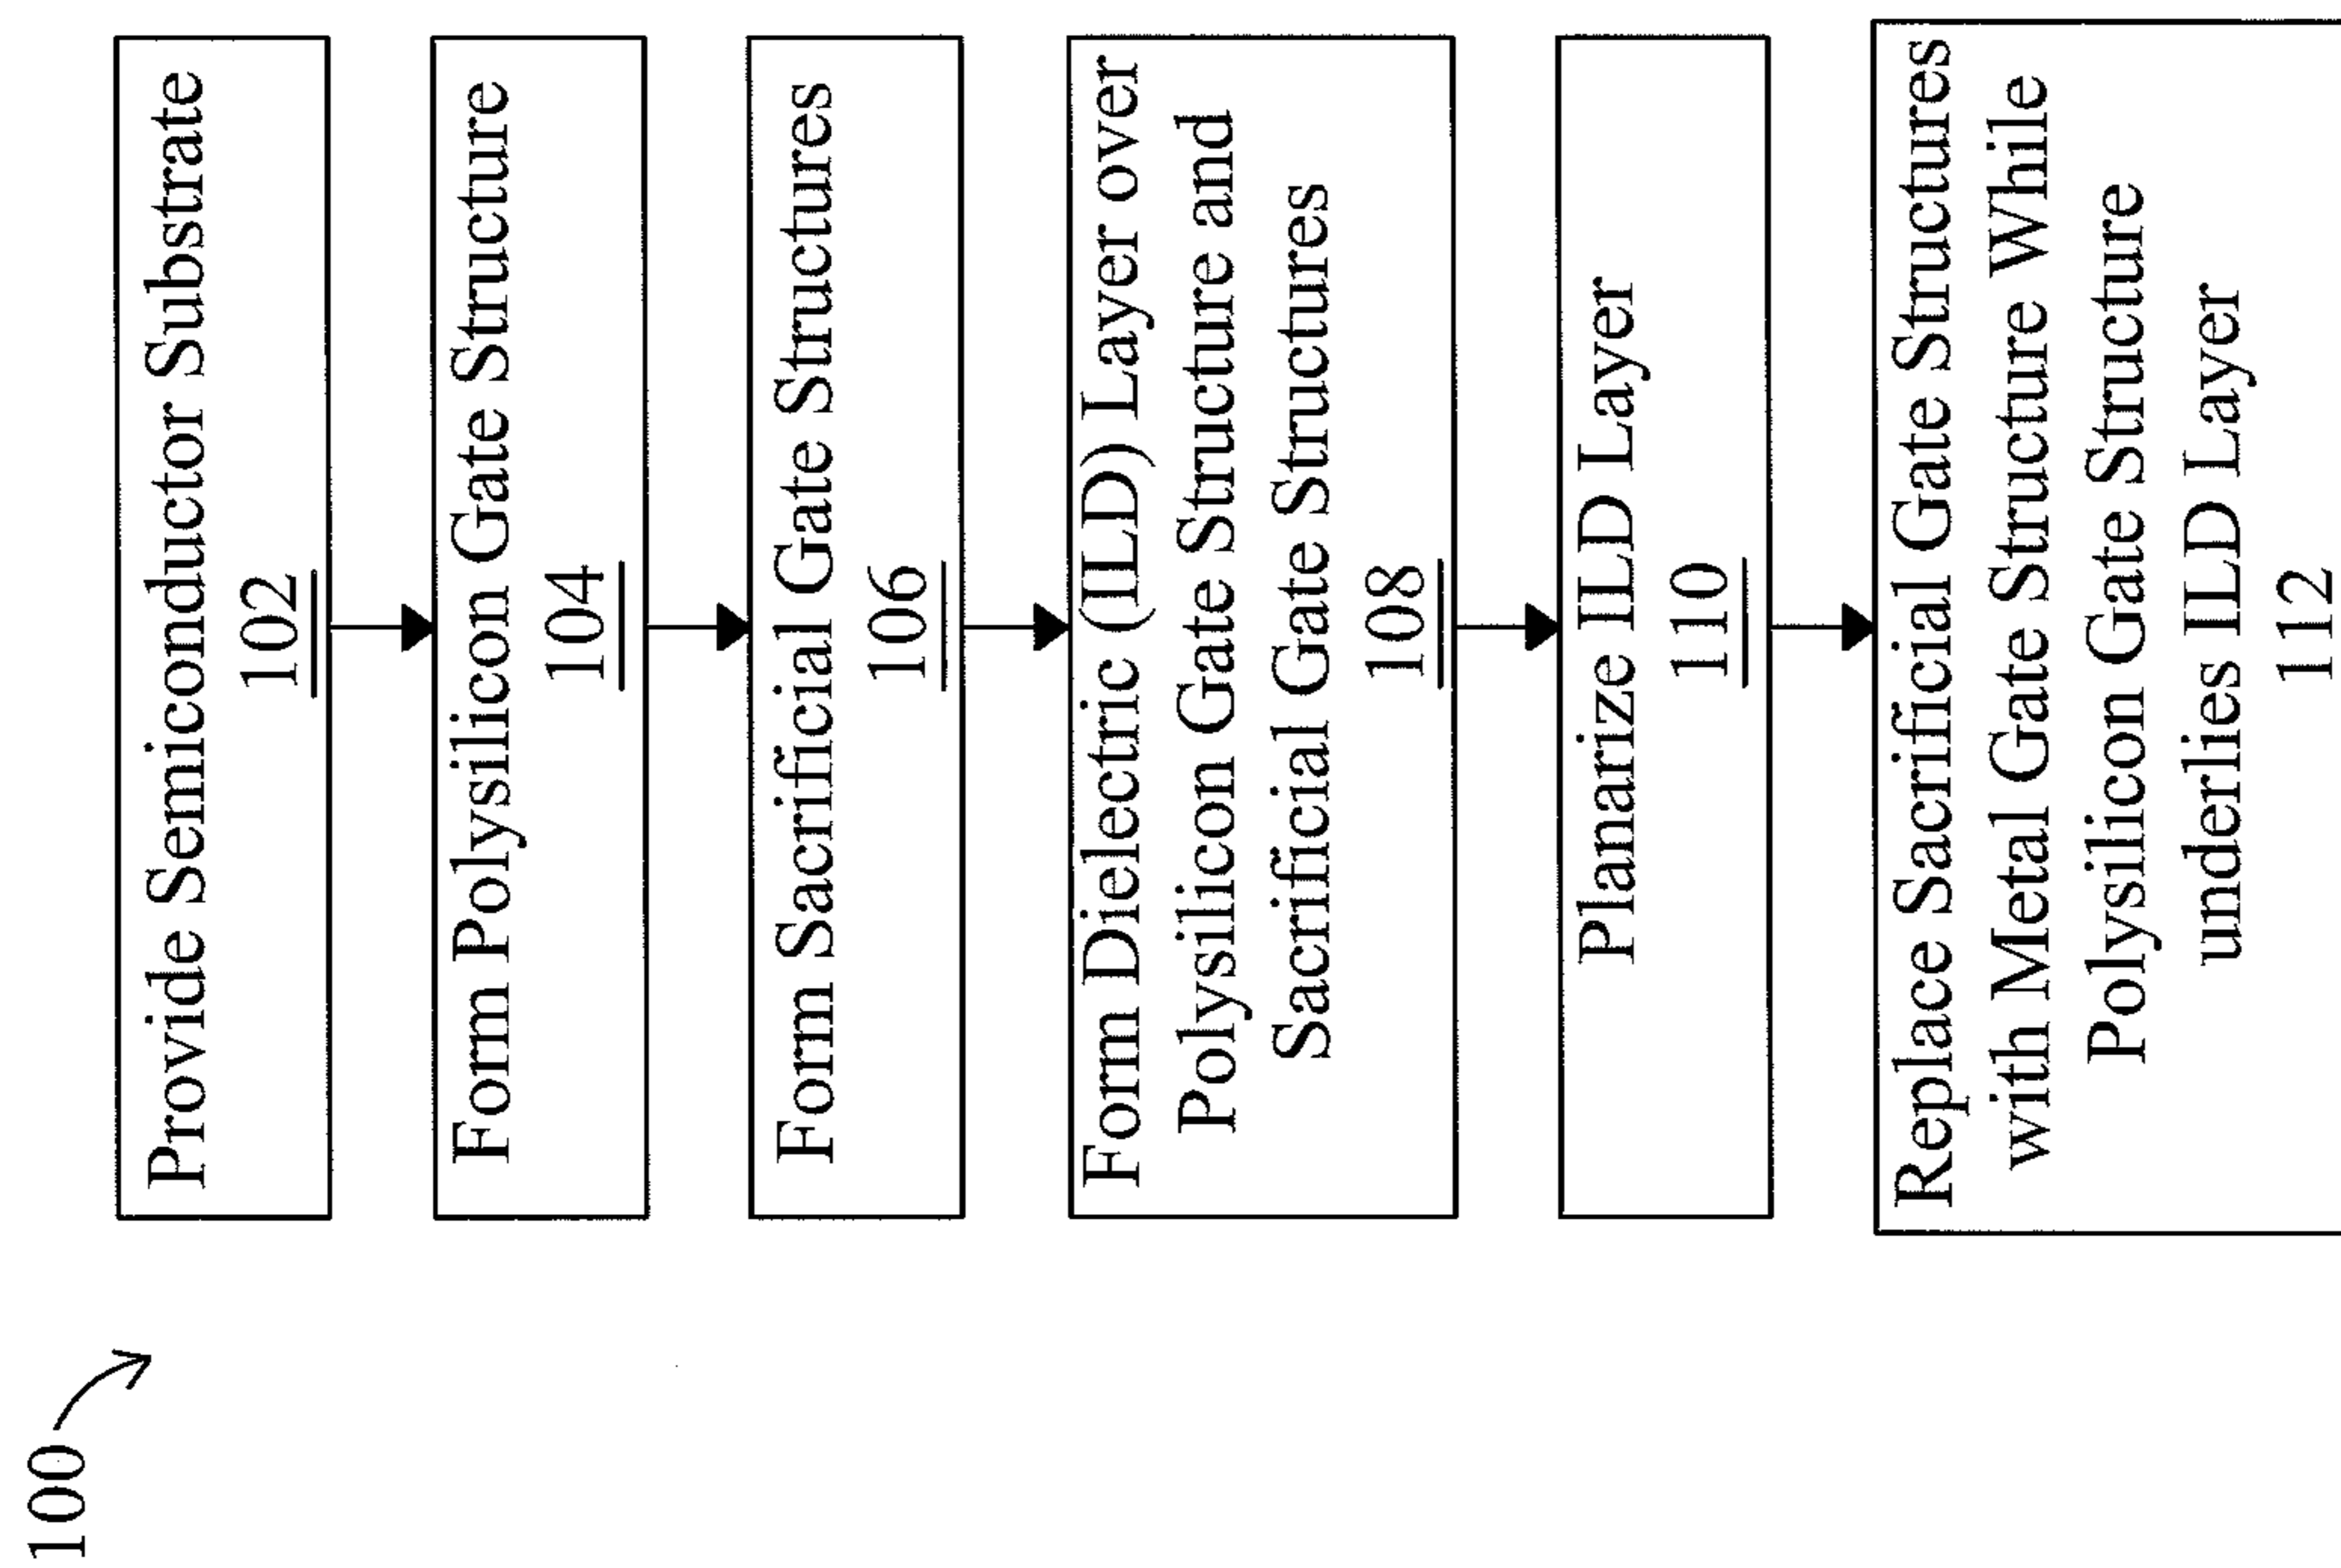 100
Provide Semiconductor Substrate
102
Form Polysilicon Gate Structure
104
Form Sacrificial Gate Structures
106
Form Dielectric (ILD) Layer over
Polysilicon Gate Structure and
Sacrificial Gate Structures
108
Planarize ILD Layer
110
Replace Sacrificial Gate Structures
with Metal Gate Structure While
Polysilicon Gate Structure
underlies ILD Layer
112